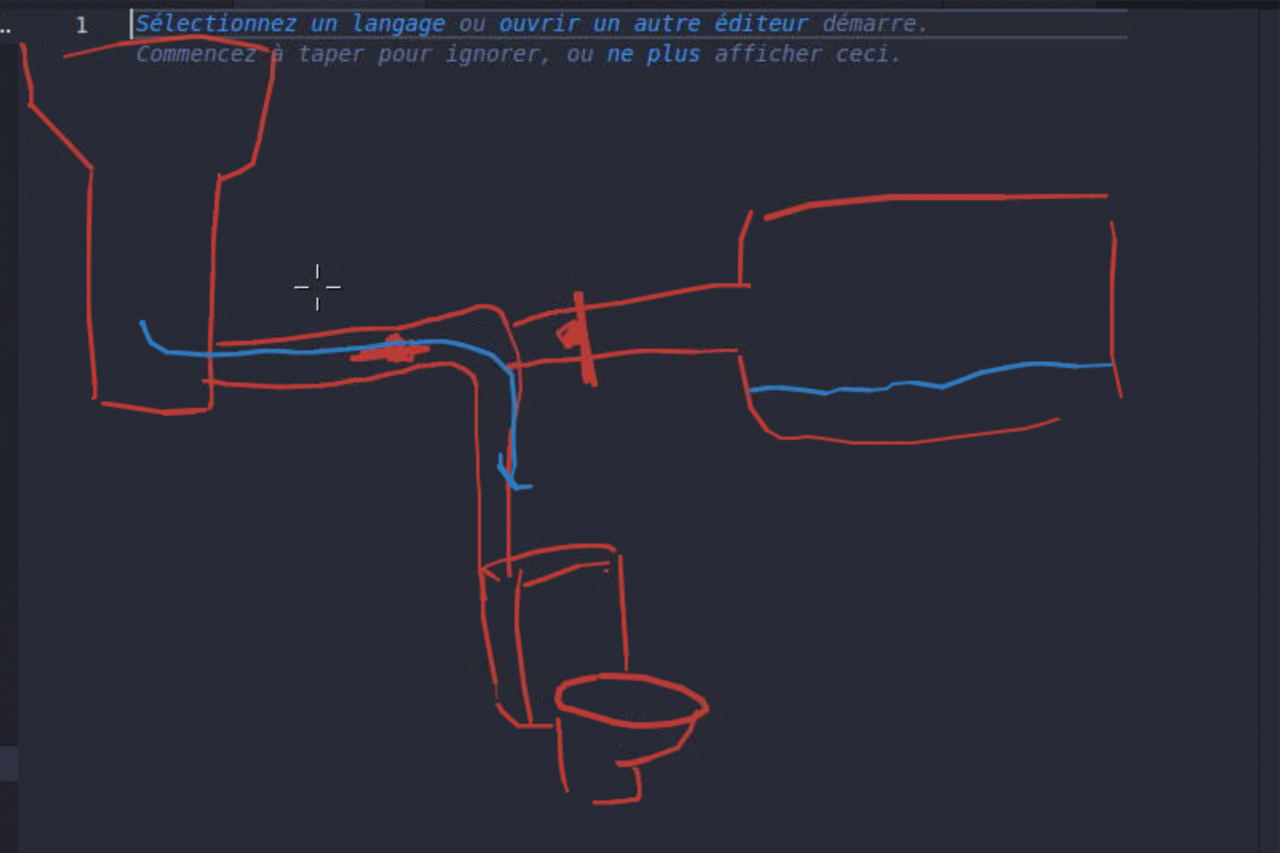 ..
1
Sélectionnez un langage ou ouvrir un autre éditeur démarre.
Commencez à taper pour ignorer, ou ne plus afficher ceci.